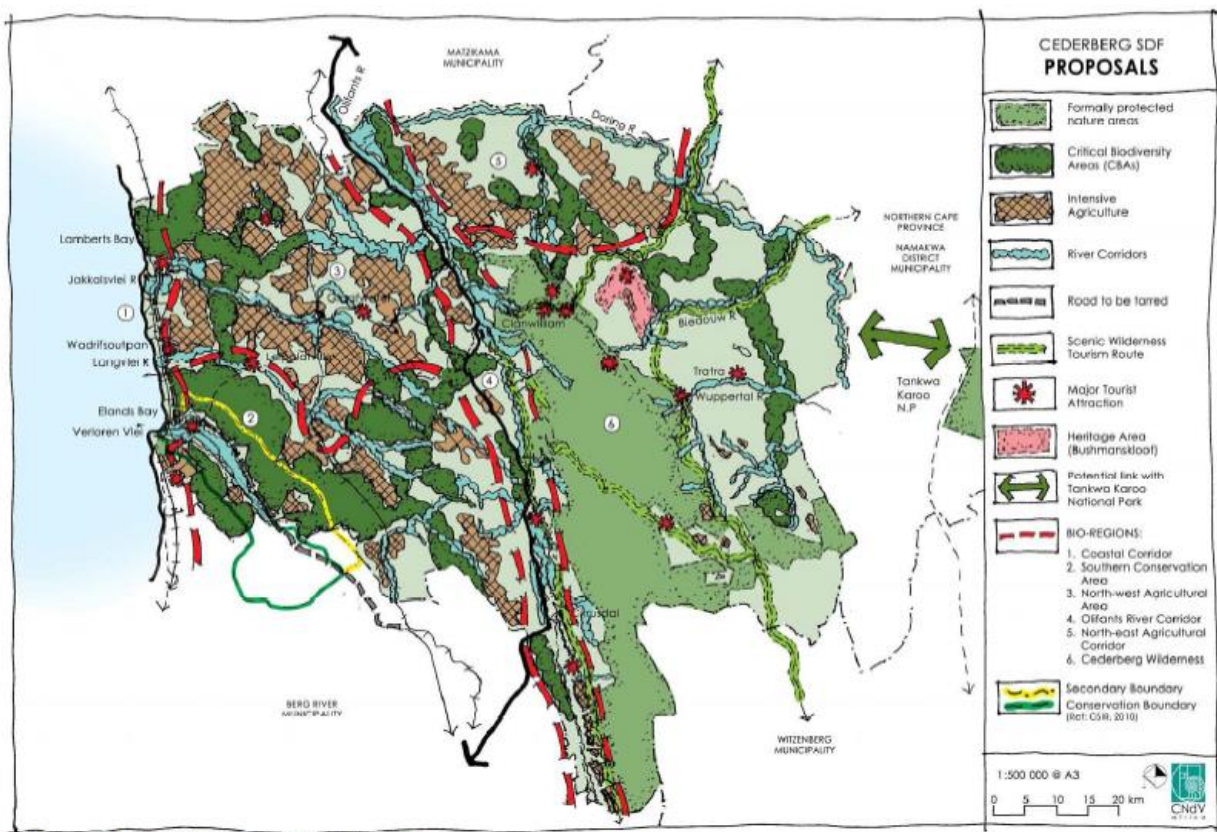 MATZIKAMA
MUNICIPALITY
Olifants R
Doring R
5
NORTHERN CAPE
PROVINCE
NAMAKWA
DISTRICT
MUNICIPALITY
Lamberts Bay
Jakkalsvlei R
3
1
Clanwilliam
Biedouw R
Wadrifsoutpan
Langvlei R
4
Tratra
Wuppertal R
Tankwa
Karoo
N.P
Elands Bay
Verloren Vlei
2
6
Citrusdal
BERG RIVER
MUNICIPALITY
WITZENBERG
MUNICIPALITY
CEDERBERG SDF
PROPOSALS
Formally protected
nature areas
Critical Biodiversity
Areas (CBAs)
Intensive
Agriculture
River Corridors
Road to be tarred
Scenic Wilderness
Tourism Route
Major Tourist
Attraction
Heritage Area
(Bushmanskloof)
Potential link with
Tankwa Karoo
National Park
BIO-REGIONS:
1. Coastal Corridor
2. Southern Conservation
Area
3. North-west Agricultural
Area
4. Olifants River Corridor
5. North-east Agricultural
Corridor
6. Cederberg Wilderness
Secondary Boundary
Conservation Boundary
(Ref: CSIR, 2010)
1:500 000 @ A3
0 5 10 15 20 km
CNdV